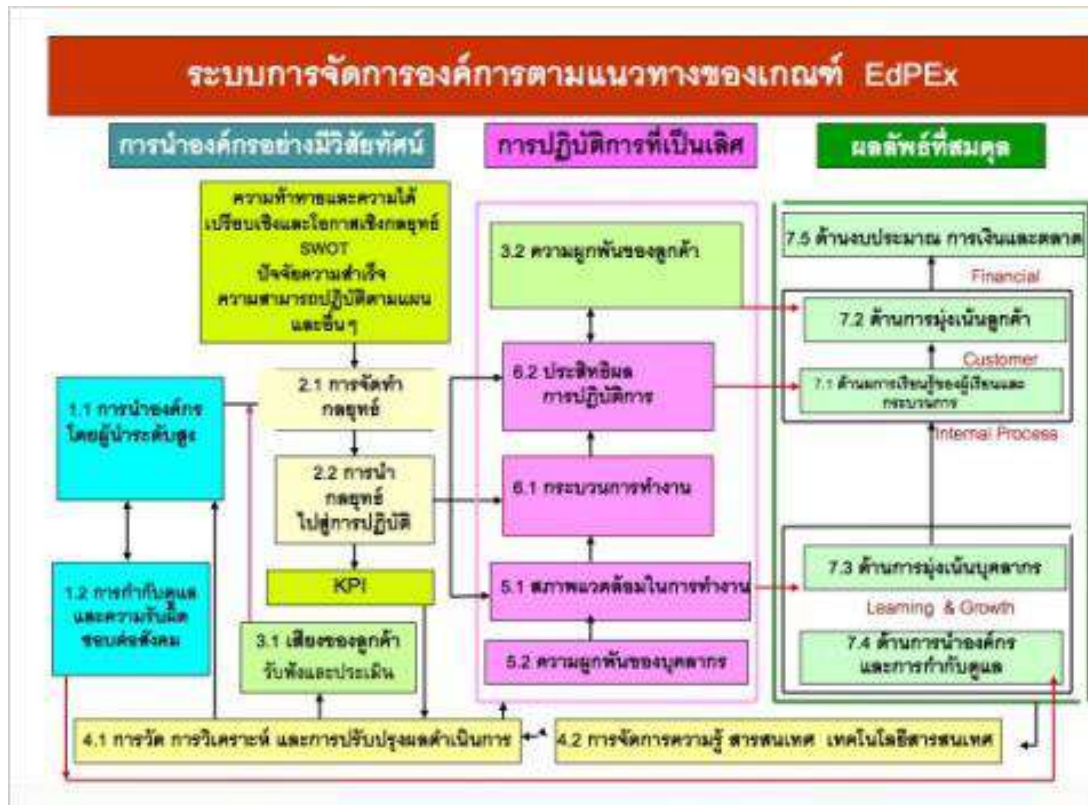 ระบบการจัดการองค์การตามแนวทางของเกณฑ์ EdPEx
การนำองค์กรอย่างมีวิสัยทัศน์
การปฏิบัติการที่เป็นเลิศ
ผลลัพธ์ที่สมดุล
ความท้าทายและความได้
เปรียบเชิงและโอกาสเชิงกลยุทธ์
SWOT
ปัจจัยความสำเร็จ
ความสามารถปฏิบัติตามแผน
และอื่นๆ
1.1 การนำองค์กร
โดยผู้นำระดับสูง
1.2 การกำกับดูแล
และความรับผิด
ชอบต่อสังคม
2.1 การจัดทำ
กลยุทธ์
2.2 การนำ
กลยุทธ์
ไปสู่การปฏิบัติ
KPI
3.1 เสียงของลูกค้า
รับฟังและประเมิน
3.2 ความผูกพันของลูกค้า
6.2 ประสิทธิผล
การปฏิบัติการ
6.1 กระบวนการทำงาน
5.1 สภาพแวดล้อมในการทำงาน
5.2 ความผูกพันของบุคลากร
7.5 ด้านงบประมาณ การเงินและตลาด
Financial
7.2 ด้านการมุ่งเน้นลูกค้า
Customer
7.1 ด้านผการเรียนรู้ของผู้เรียนและ
กระบวนการ
Internal Process
7.3 ด้านการมุ่งเน้นบุคลากร
Learning & Growth
7.4 ด้านการนำองค์กร
และการกำกับดูแล
4.1 การวัด การวิเคราะห์ และการปรับปรุงผลดำเนินการ
4.2 การจัดการความรู้ สารสนเทศ เทคโนโลยีสารสนเทศ